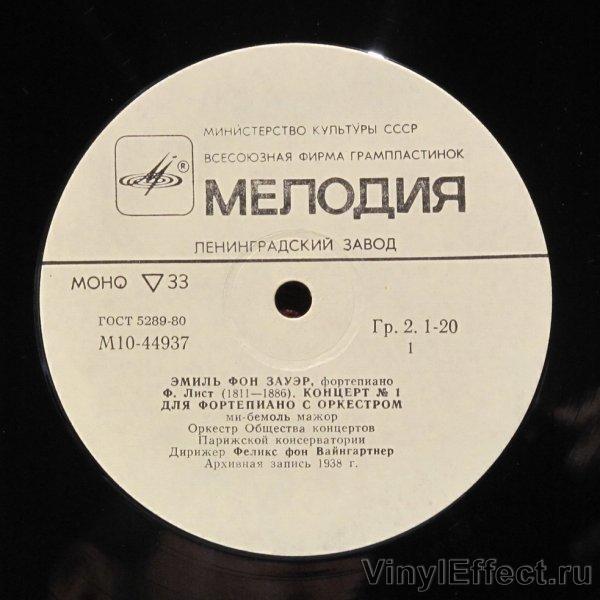 МИНИСТЕРСТВО КУЛЬТУРЫ СССР
ВСЕСОЮЗНАЯ ФИРМА ГРАМПЛАСТИНОК
®
МЕЛОДИЯ
ЛЕНИНГРАДСКИЙ ЗАВОД
МОНО ▽ 33
ГОСТ 5289-80
М10-44937
Гр. 2. 1-20
1
ЭМИЛЬ ФОН ЗАУЭР, фортепиано
Ф. Лист (1811—1886). КОНЦЕРТ № 1
ДЛЯ ФОРТЕПИАНО С ОРКЕСТРОМ
ми-бемоль мажор
Оркестр Общества концертов
Парижской консерватории
Дирижер Феликс фон Вайнгартнер
Архивная запись 1938 г.
VinylEffect.ru